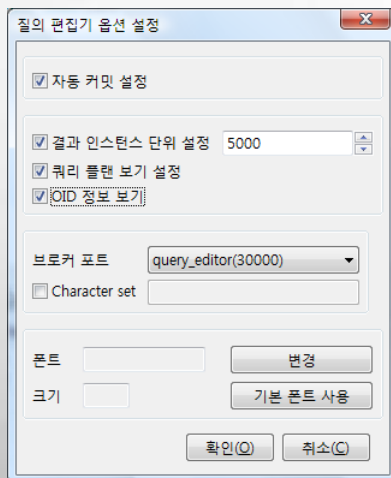 질의 편집기 옵션 설정
자동 커밋 설정
결과 인스턴스 단위 설정 5000
쿼리 플랜 보기 설정
OID 정보 보기
브로커 포트 query_editor(30000)
Character set
폰트 변경
크기 기본 폰트 사용
확인(O) 취소(C)